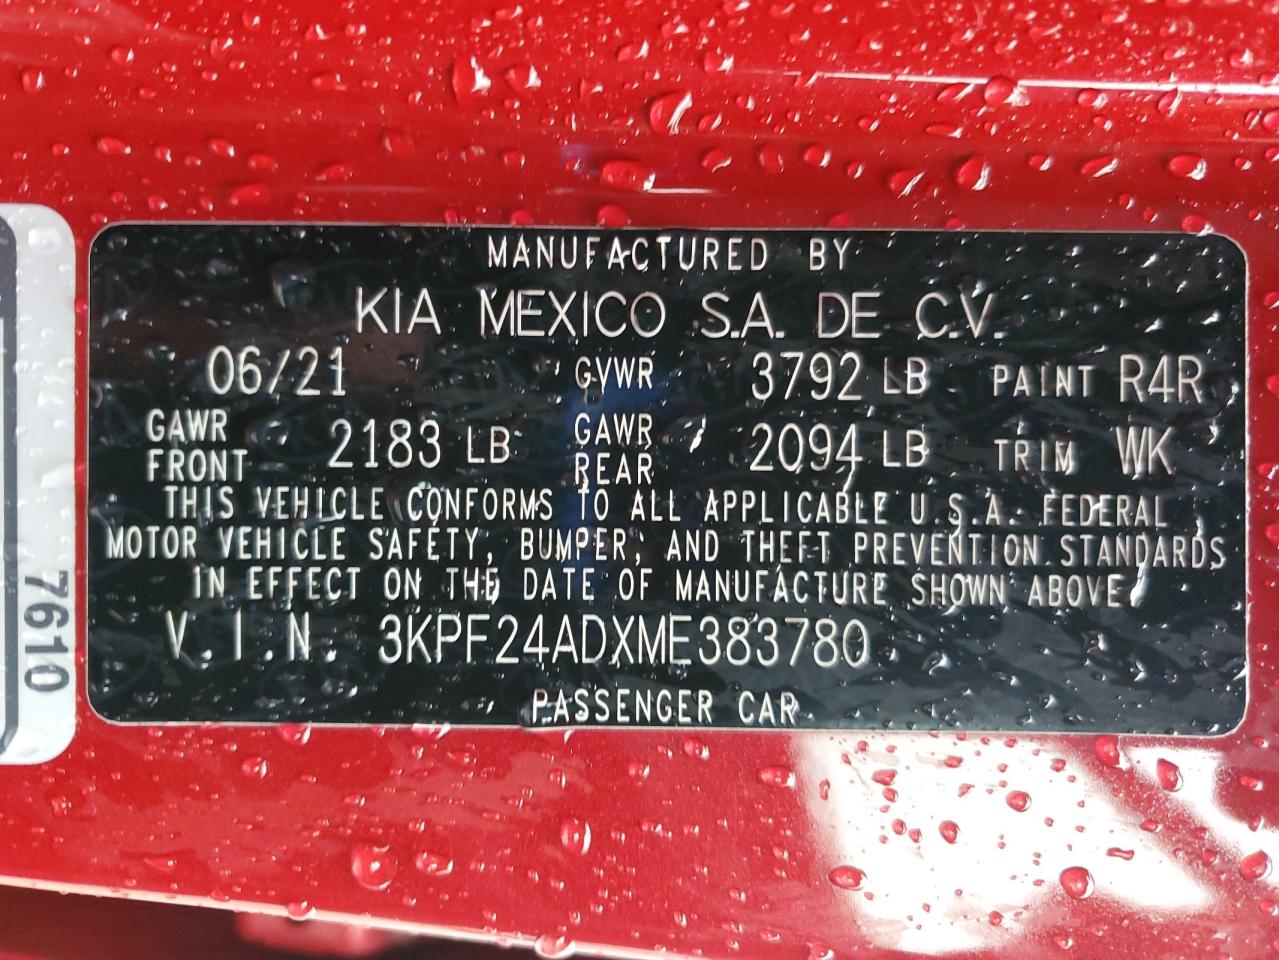 MANUFACTURED BY
KIA MEXICO S.A. DE C.V.
06/21 GVWR 3792 LB PAINT R4R
GAWR FRONT 2183 LB GAWR REAR 2094 LB TRIM WK
THIS VEHICLE CONFORMS TO ALL APPLICABLE U.S.A. FEDERAL
MOTOR VEHICLE SAFETY, BUMPER, AND THEFT PREVENTION STANDARDS
IN EFFECT ON THE DATE OF MANUFACTURE SHOWN ABOVE.
V.I.N. 3KPF24ADXME383780
PASSENGER CAR
7610